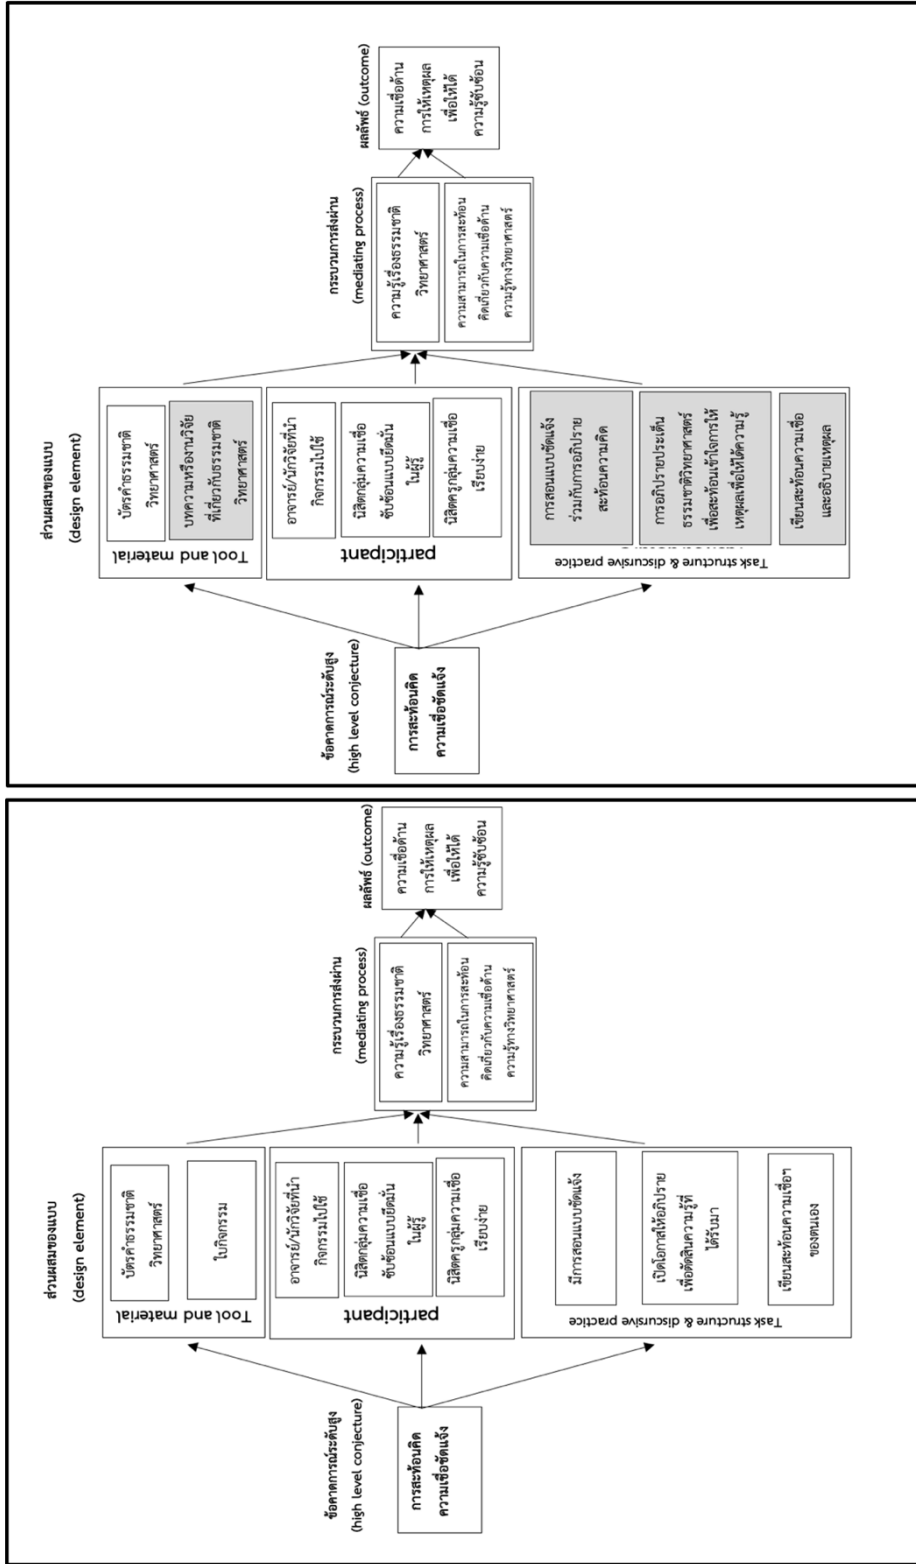 ข้อคาดการณ์ระดับสูง
(high level conjecture)
การสะท้อนคิด
ความเชื่อชัดแจ้ง
ส่วนผสมของแบบ
(design element)
Tool and material
บัตรคำธรรมชาติ
วิทยาศาสตร์
ใบกิจกรรม
participant
อาจารย์/นักวิจัยที่นำ
กิจกรรมไปใช้
นิสิตกลุ่มความเชื่อ
ซับซ้อนแบบยึดมั่น
ในผู้รู้
นิสิตครูกลุ่มความเชื่อ
เรียบง่าย
Task structure & discursive practice
มีการสอนแบบชัดแจ้ง
เปิดโอกาสให้อภิปราย
เพื่อตัดสินความรู้ที่
ได้รับมา
เขียนสะท้อนความเชื่อฯ
ของตนเอง
กระบวนการส่งผ่าน
(mediating process)
ความรู้เรื่องธรรมชาติ
วิทยาศาสตร์
ความสามารถในการสะท้อน
คิดเกี่ยวกับความเชื่อด้าน
ความรู้ทางวิทยาศาสตร์
ผลลัพธ์ (outcome)
ความเชื่อด้าน
การให้เหตุผล
เพื่อให้ได้
ความรู้ซับซ้อน
ข้อคาดการณ์ระดับสูง
(high level conjecture)
การสะท้อนคิด
ความเชื่อชัดแจ้ง
ส่วนผสมของแบบ
(design element)
Tool and material
บัตรคำธรรมชาติ
วิทยาศาสตร์
บทความหรืองานวิจัย
ที่เกี่ยวกับธรรมชาติ
วิทยาศาสตร์
participant
อาจารย์/นักวิจัยที่นำ
กิจกรรมไปใช้
นิสิตกลุ่มความเชื่อ
ซับซ้อนแบบยึดมั่น
ในผู้รู้
นิสิตครูกลุ่มความเชื่อ
เรียบง่าย
Task structure & discursive practice
การสอนแบบชัดแจ้ง
ร่วมกับการอภิปราย
สะท้อนความคิด
การอภิปรายประเด็น
ธรรมชาติวิทยาศาสตร์
เพื่อสะท้อนเข้าใจการให้
เหตุผลเพื่อให้ได้ความรู้
เขียนสะท้อนความเชื่อ
และอธิบายเหตุผล
กระบวนการส่งผ่าน
(mediating process)
ความรู้เรื่องธรรมชาติ
วิทยาศาสตร์
ความสามารถในการสะท้อน
คิดเกี่ยวกับความเชื่อด้าน
ความรู้ทางวิทยาศาสตร์
ผลลัพธ์ (outcome)
ความเชื่อด้าน
การให้เหตุผล
เพื่อให้ได้
ความรู้ซับซ้อน